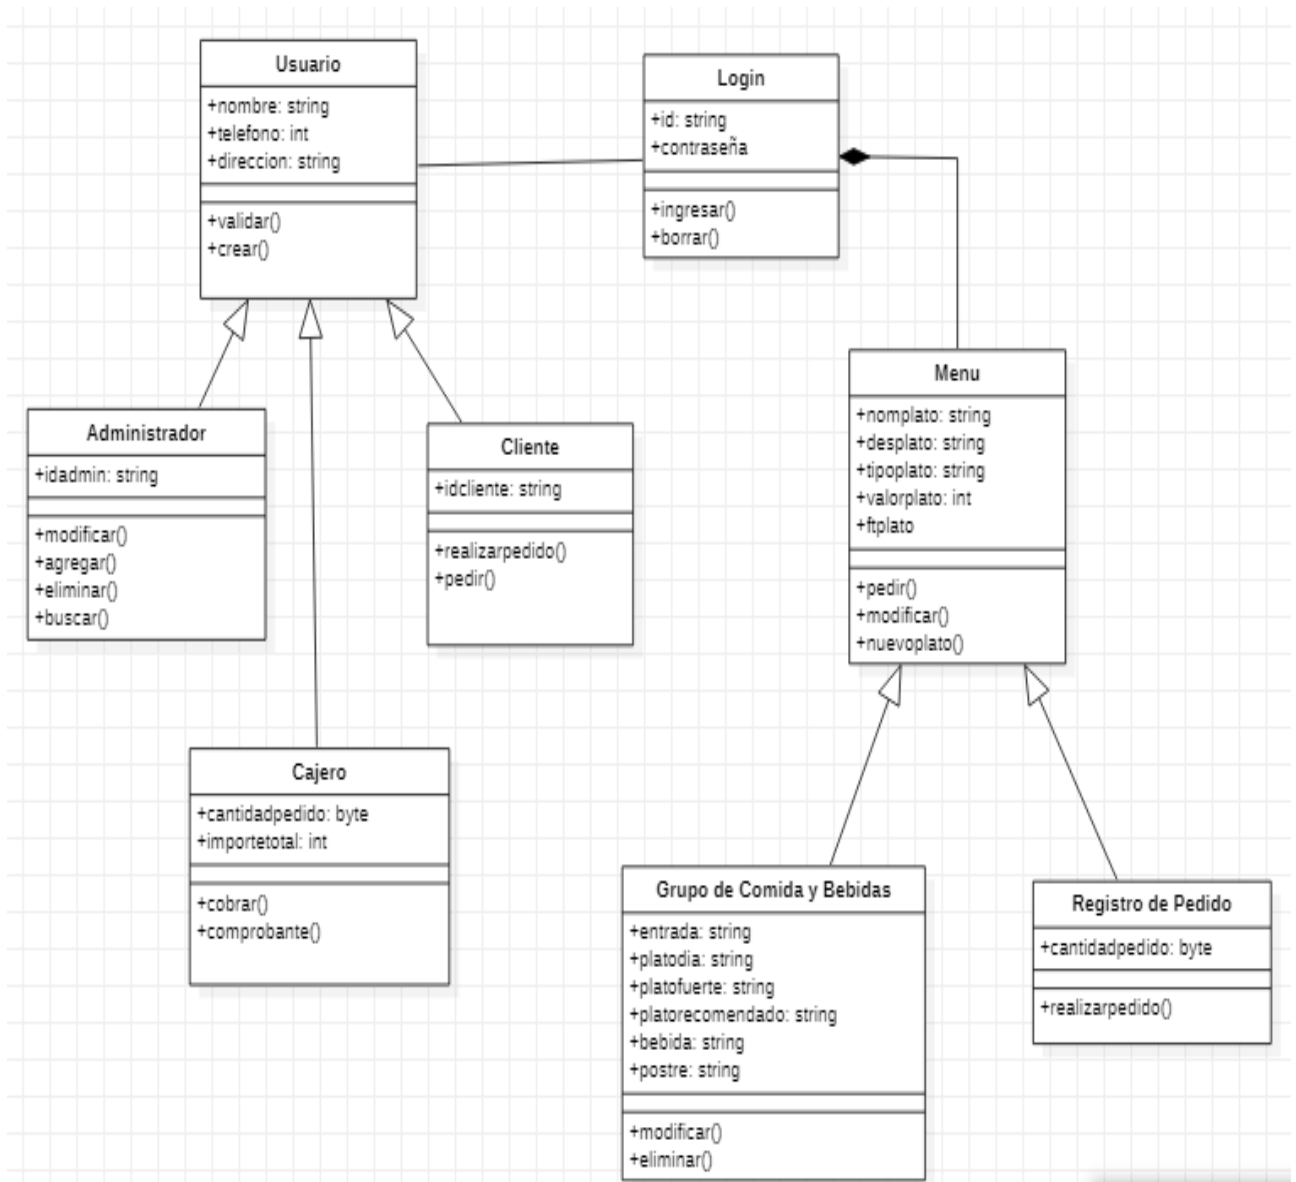 Usuario
+nombre: string
+telefono: int
+direccion: string
+validar()
+crear()
Login
+id: string
+contraseña
+ingresar()
+borrar()
Administrador
+idadmin: string
+modificar()
+agregar()
+eliminar()
+buscar()
Cliente
+idcliente: string
+realizarpedido()
+pedir()
Menu
+nomplato: string
+desplato: string
+tipoplato: string
+valorplato: int
+ftplato
+pedir()
+modificar()
+nuevoplato()
Cajero
+cantidadpedido: byte
+importetotal: int
+cobrar()
+comprobante()
Grupo de Comida y Bebidas
+entrada: string
+platodia: string
+platofuerte: string
+platorecomendado: string
+bebida: string
+postre: string
+modificar()
+eliminar()
Registro de Pedido
+cantidadpedido: byte
+realizarpedido()